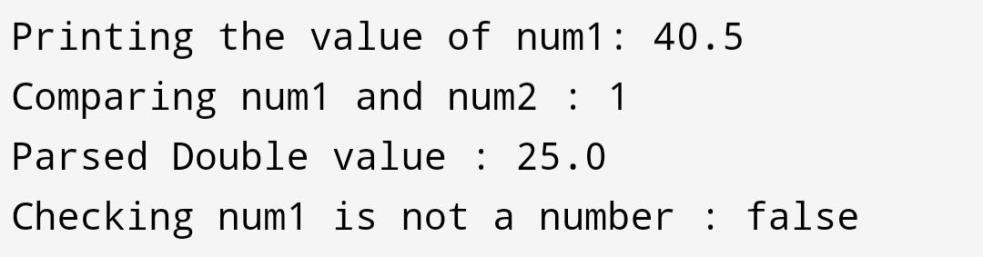 Printing the value of num1: 40.5
Comparing num1 and num2 : 1
Parsed Double value : 25.0
Checking num1 is not a number : false